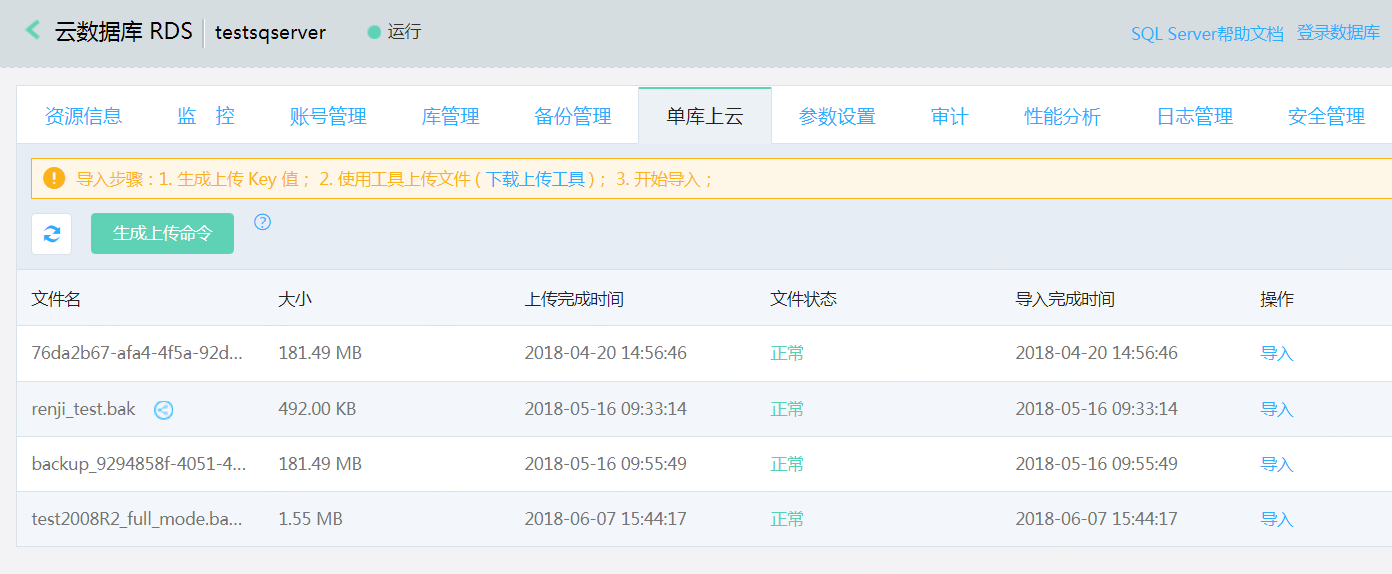 云数据库 RDS testsqserver 运行 SQL Server帮助文档 登录数据库
资源信息 监 控 账号管理 库管理 备份管理 单库上云 参数设置 审计 性能分析 日志管理 安全管理
导入步骤：1. 生成上传 Key 值； 2. 使用工具上传文件 ( 下载上传工具 )； 3. 开始导入；
生成上传命令 ?
文件名 大小 上传完成时间 文件状态 导入完成时间 操作
76da2b67-afa4-4f5a-92d... 181.49 MB 2018-04-20 14:56:46 正常 2018-04-20 14:56:46 导入
renji_test.bak 492.00 KB 2018-05-16 09:33:14 正常 2018-05-16 09:33:14 导入
backup_9294858f-4051-4... 181.49 MB 2018-05-16 09:55:49 正常 2018-05-16 09:55:49 导入
test2008R2_full_mode.ba... 1.55 MB 2018-06-07 15:44:17 正常 2018-06-07 15:44:17 导入